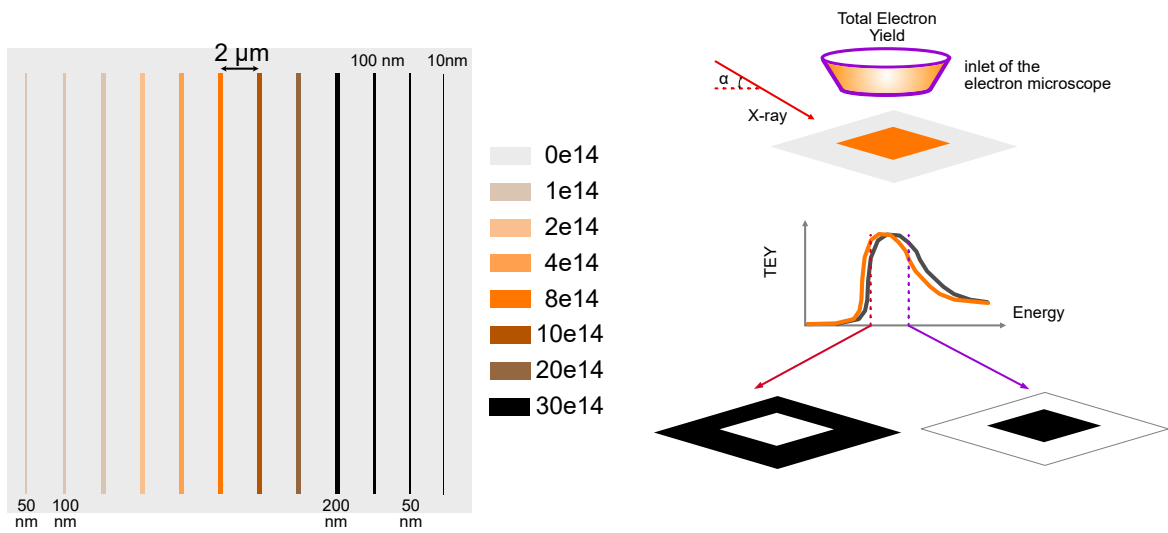 2 µm
100 nm
10nm
50
nm
100
nm
200
nm
50
nm
0e14
1e14
2e14
4e14
8e14
10e14
20e14
30e14
Total Electron
Yield
inlet of the
electron microscope
α
X-ray
TEY
Energy